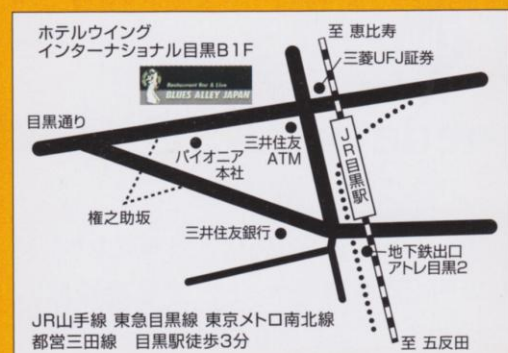 ホテルウイング
インターナショナル目黒B1F
至 恵比寿
三菱UFJ証券
Restaurant Bar & Live
BLUES ALLEY JAPAN
目黒通り
パイオニア
本社
三井住友
ATM
JR目黒駅
権之助坂
三井住友銀行
地下鉄出口
アトレ目黒2
JR山手線 東急目黒線 東京メトロ南北線
都営三田線 目黒駅徒歩3分
至 五反田